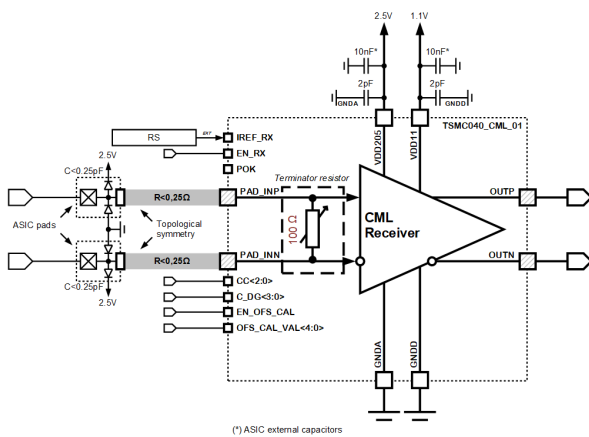 2.5V
1.1V
10nF*
10nF*
2pF
2pF
GNDA
GNDD
TSMC040_CML_01
VDD205
VDD11
RS
EXT
IREF_RX
EN_RX
POK
C<0.25pF
2.5V
R<0,25Ω
PAD_INP
Terminator resistor
OUTP
ASIC pads
Topological
symmetry
100 Ω
CML
Receiver
R<0,25Ω
PAD_INN
OUTN
C<0.25pF
2.5V
CC<2:0>
C_DG<3:0>
EN_OFS_CAL
OFS_CAL_VAL<4:0>
GNDA
GNDD
(*) ASIC external capacitors